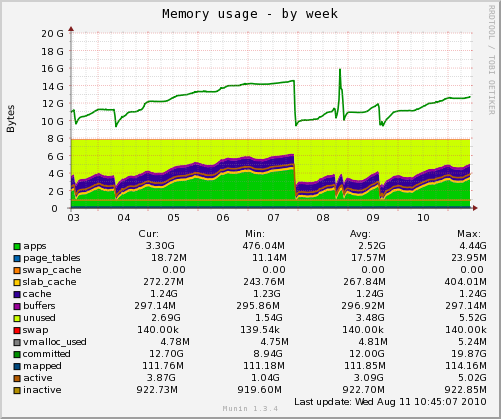 Memory usage - by week
RRDTOOL / TOBI OETIKER
Bytes
20 G
18 G
16 G
14 G
12 G
10 G
8 G
6 G
4 G
2 G
0
03 04 05 06 07 08 09 10
Cur: Min: Avg: Max:
apps 3.30G 476.04M 2.52G 4.44G
page_tables 18.72M 11.14M 17.57M 23.95M
swap_cache 0.00 0.00 0.00 0.00
slab_cache 272.27M 243.76M 267.84M 404.01M
cache 1.24G 1.23G 1.24G 1.24G
buffers 297.14M 295.86M 296.92M 297.14M
unused 2.69G 1.54G 3.48G 5.52G
swap 140.00k 139.54k 140.00k 140.00k
vmalloc_used 4.78M 4.75M 4.81M 5.24M
committed 12.70G 8.94G 12.00G 19.87G
mapped 111.76M 111.18M 111.85M 114.16M
active 3.87G 1.04G 3.09G 5.02G
inactive 922.73M 919.60M 922.70M 922.85M
Last update: Wed Aug 11 10:45:07 2010
Munin 1.3.4